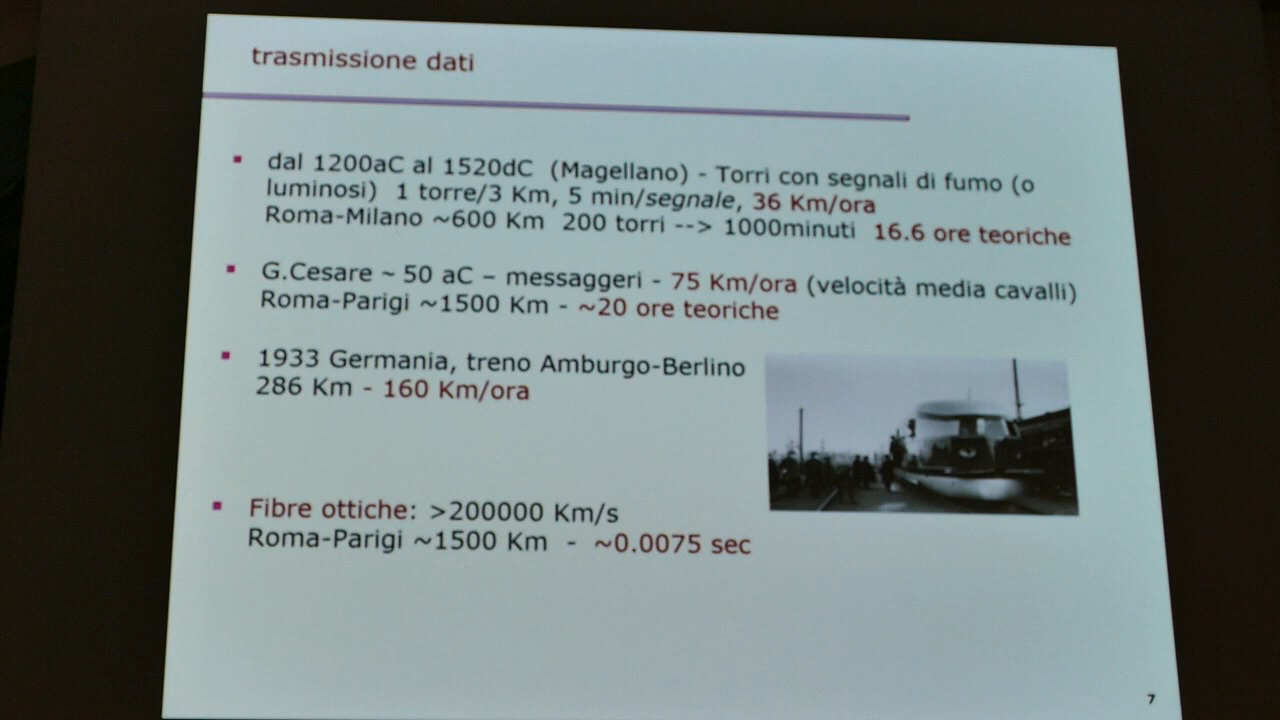 trasmissione dati
dal 1200aC al 1520dC (Magellano) - Torri con segnali di fumo (o
luminosi) 1 torre/3 Km, 5 min/segnale, 36 Km/ora
Roma-Milano ~600 Km 200 torri --> 1000minuti 16.6 ore teoriche
G.Cesare ~ 50 aC – messaggeri - 75 Km/ora (velocità media cavalli)
Roma-Parigi ~1500 Km - ~20 ore teoriche
1933 Germania, treno Amburgo-Berlino
286 Km - 160 Km/ora
Fibre ottiche: >200000 Km/s
Roma-Parigi ~1500 Km - ~0.0075 sec
7